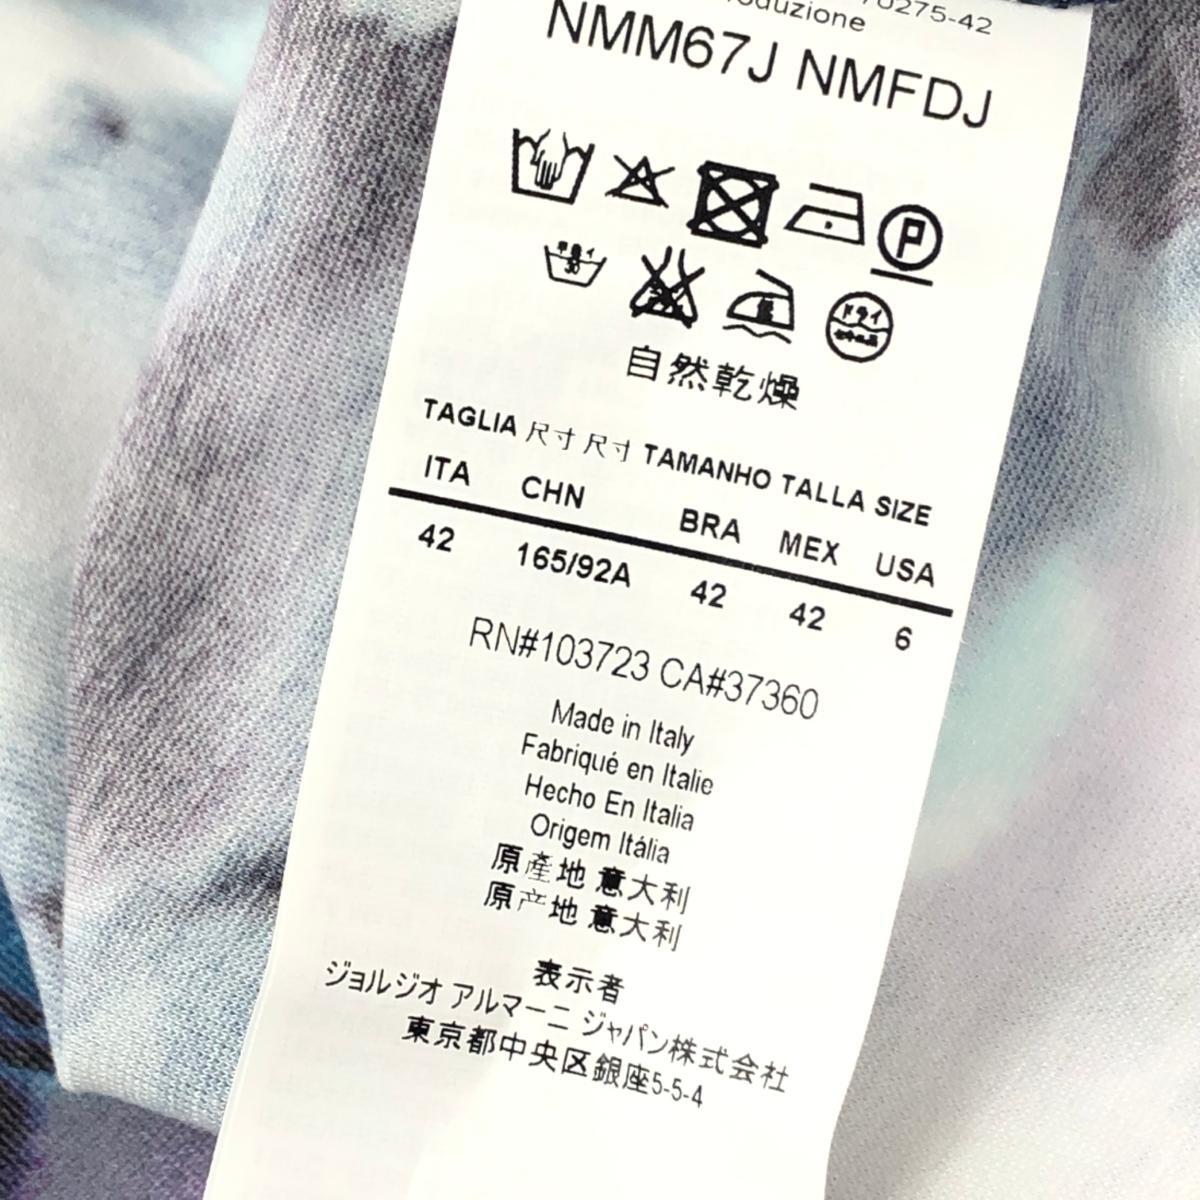 70275-42
NMM67J NMFDJ
P
自然乾燥
TAGLIA 尺寸 尺寸 TAMANHO TALLA SIZE
ITA CHN BRA MEX USA
42 165/92A 42 42 6
RN#103723 CA#37360
Made in Italy
Fabriqué en Italie
Hecho En Italia
Origem Itália
原產地 意大利
原产地 意大利
表示者
ジョルジオ アルマーニ ジャパン株式会社
東京都中央区銀座5-5-4